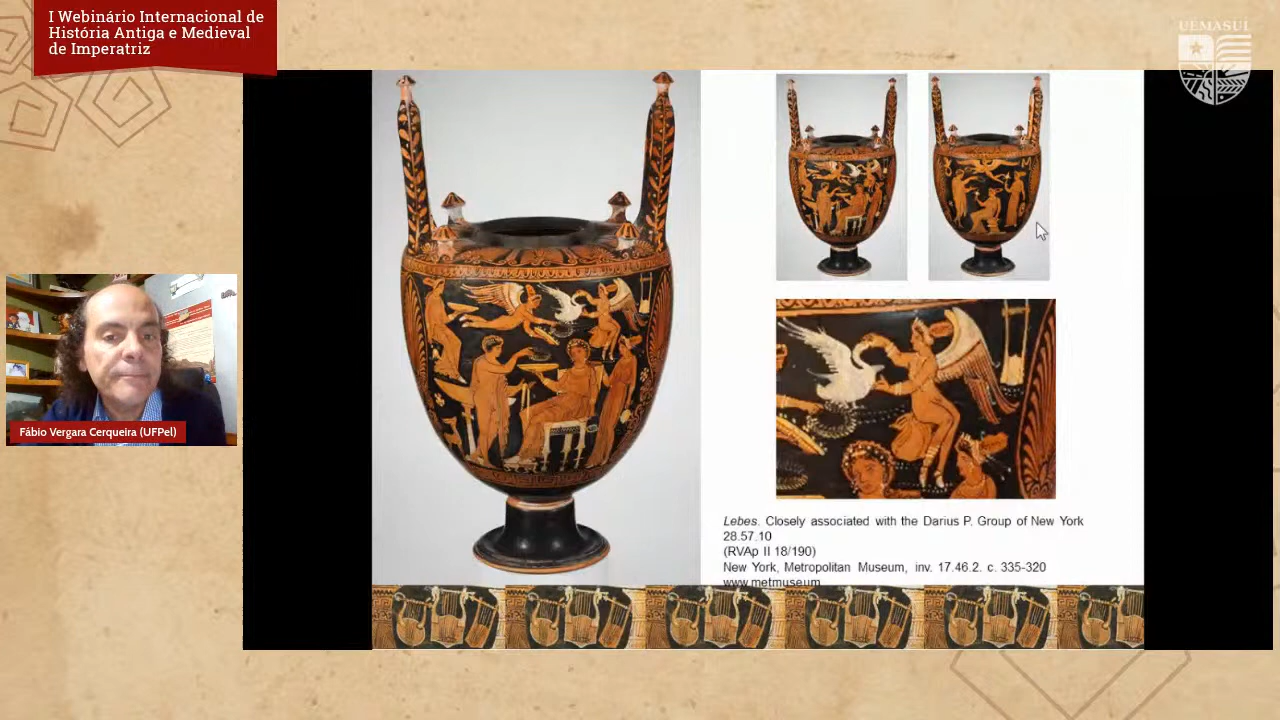 I Webinário Internacional de
História Antiga e Medieval
de Imperatriz
UEMASUL
Fábio Vergara Cerqueira (UFPel)
Lebes. Closely associated with the Darius P. Group of New York
28.57.10
(RVAp II 18/190)
New York, Metropolitan Museum, inv. 17.46.2. c. 335-320
www.metmuseum